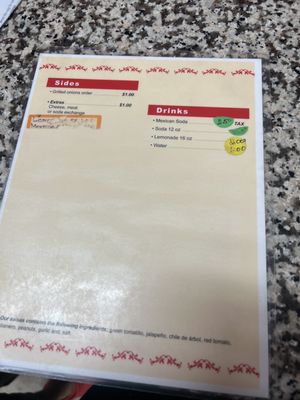 Sides
• Grilled onions order $1.00
• Extras $1.00
Cheese, meat
or soda exchange
Drinks
• Mexican Soda
• Soda 12 oz TAX
• Lemonade 16 oz
• Water 1.00
Our salsas contains the following ingredients: green tomatillo, jalapeño, chile de árbol, red tomato,
peanuts, garlic and, salt.